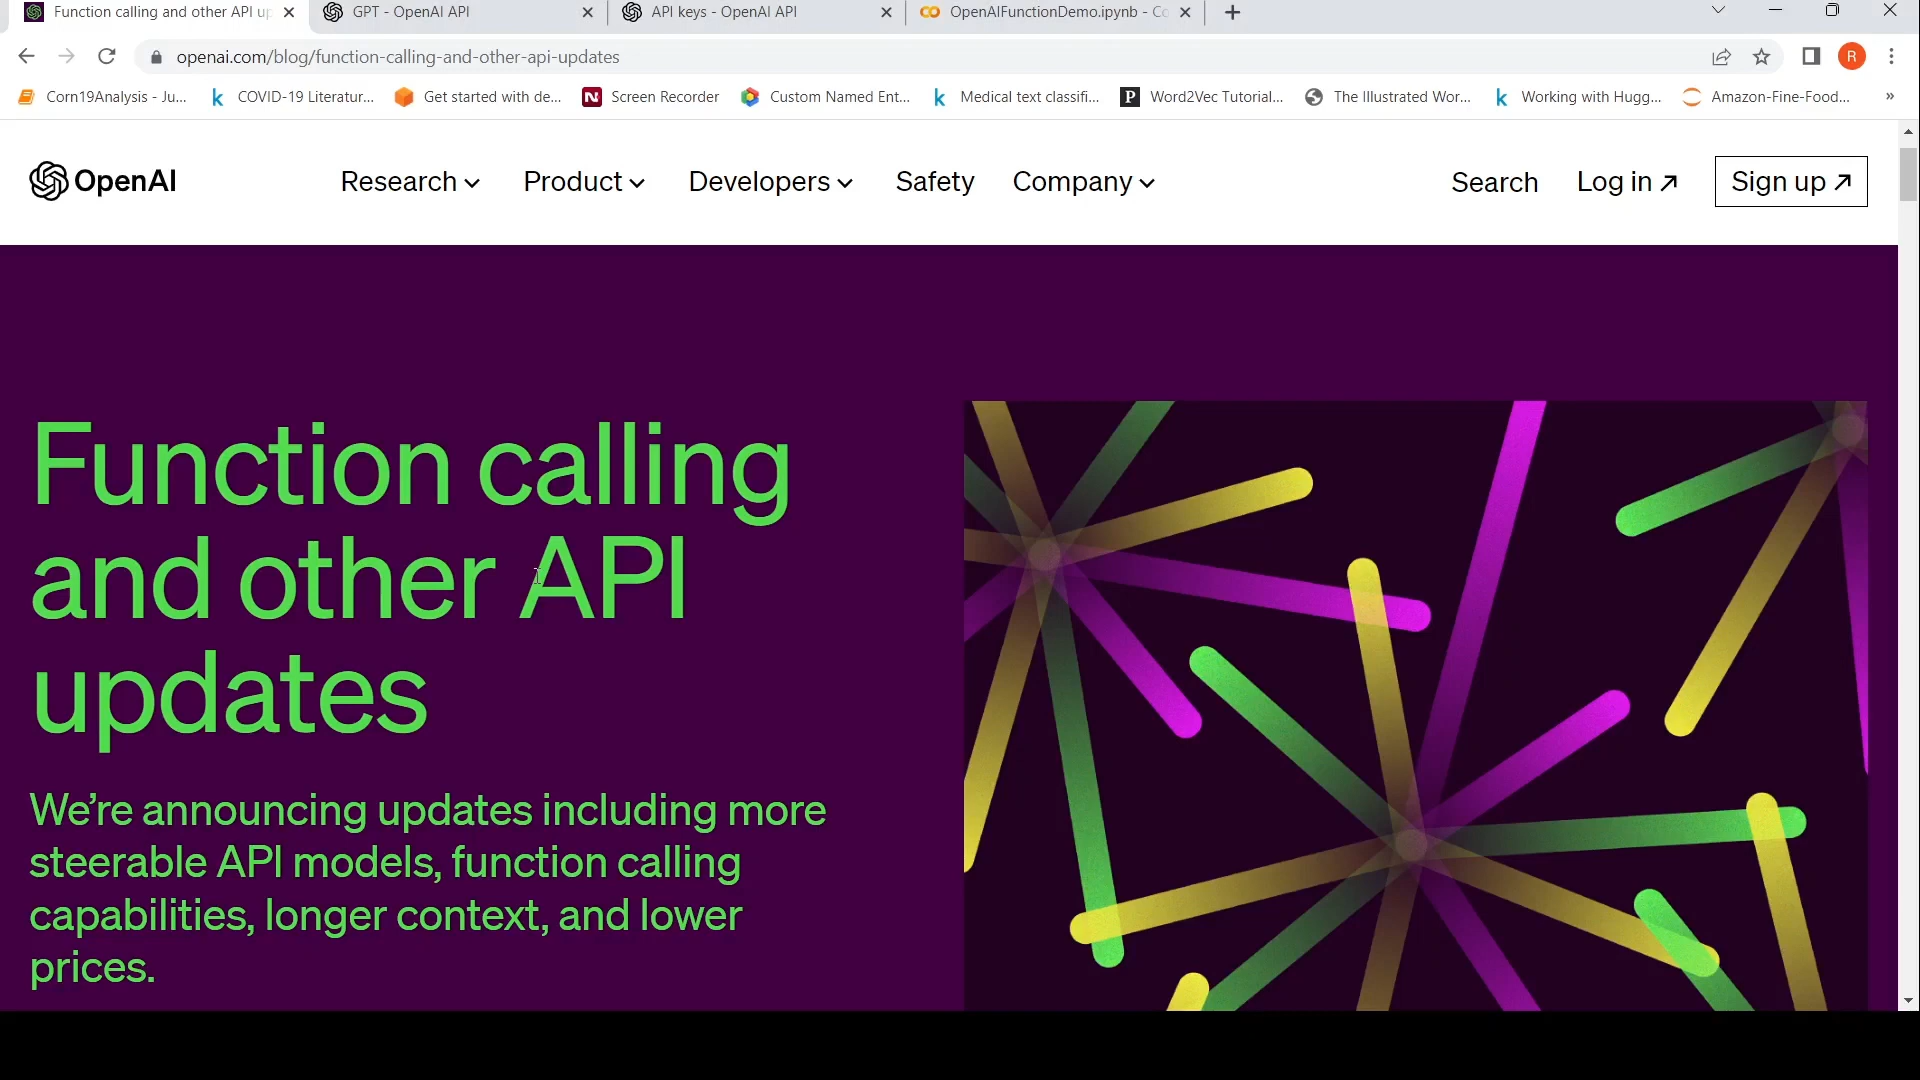 Function calling and other API up
GPT - OpenAI API
API keys - OpenAI API
OpenAIFunctionDemo.ipynb - Co
openai.com/blog/function-calling-and-other-api-updates
R
Corn19Analysis - Ju...
COVID-19 Literatur...
Get started with de...
Screen Recorder
Custom Named Ent...
Medical text classifi...
Word2Vec Tutorial...
The Illustrated Wor...
Working with Hugg...
Amazon-Fine-Food...
»
OpenAI
Research
Product
Developers
Safety
Company
Search
Log in ↗
Sign up ↗
Function calling
and other API
updates
We’re announcing updates including more
steerable API models, function calling
capabilities, longer context, and lower
prices.